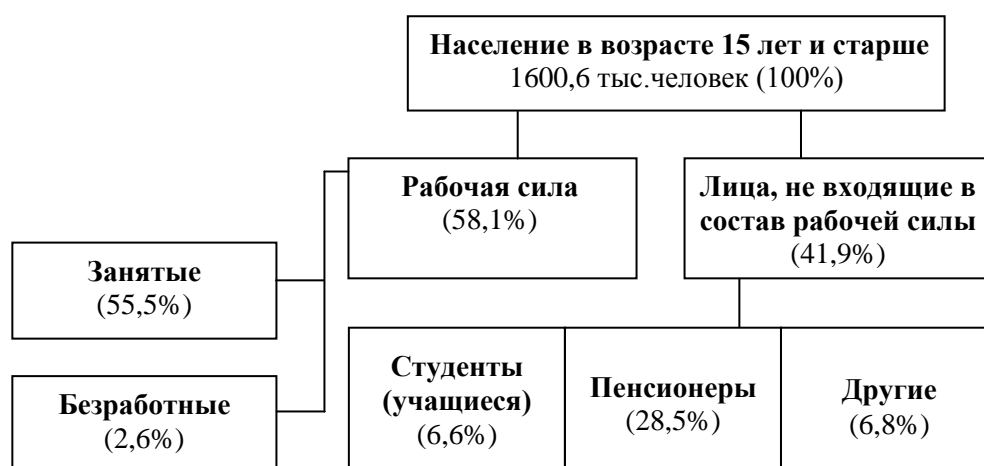 Население в возрасте 15 лет и старше
1600,6 тыс.человек (100%)
Рабочая сила
(58,1%)
Лица, не входящие в
состав рабочей силы
(41,9%)
Занятые
(55,5%)
Безработные
(2,6%)
Студенты
(учащиеся)
(6,6%)
Пенсионеры
(28,5%)
Другие
(6,8%)